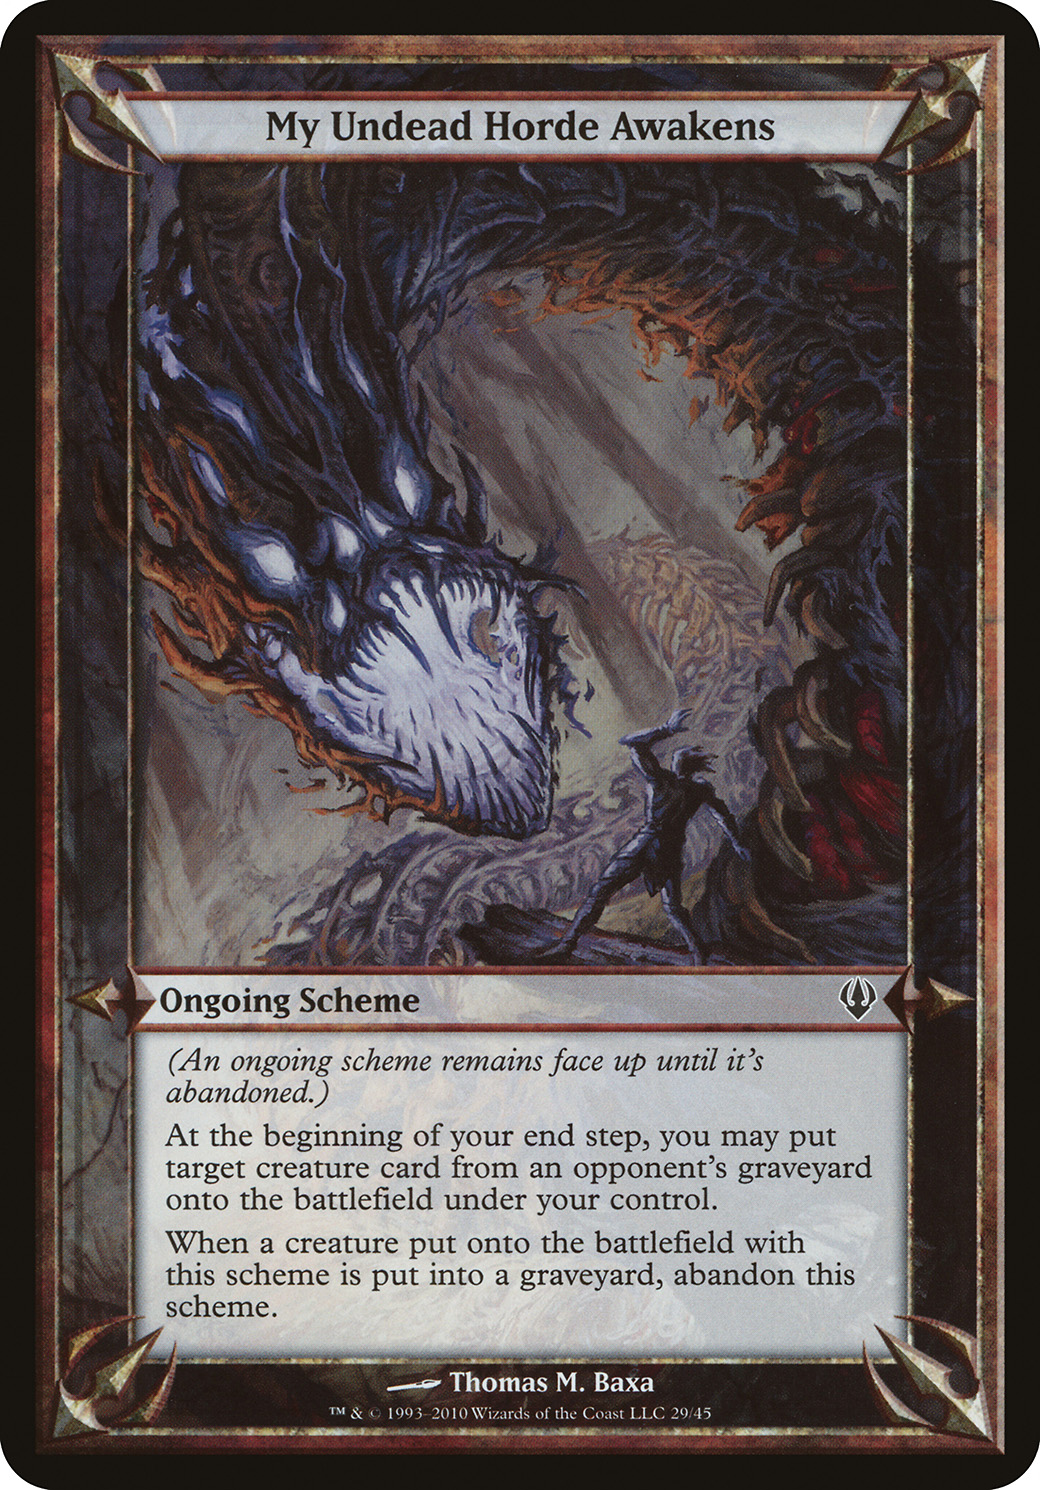 My Undead Horde Awakens
Ongoing Scheme
(An ongoing scheme remains face up until it's
abandoned.)
At the beginning of your end step, you may put
target creature card from an opponent's graveyard
onto the battlefield under your control.
When a creature put onto the battlefield with
this scheme is put into a graveyard, abandon this
scheme.
Thomas M. Baxa
™ & © 1993–2010 Wizards of the Coast LLC 29/45